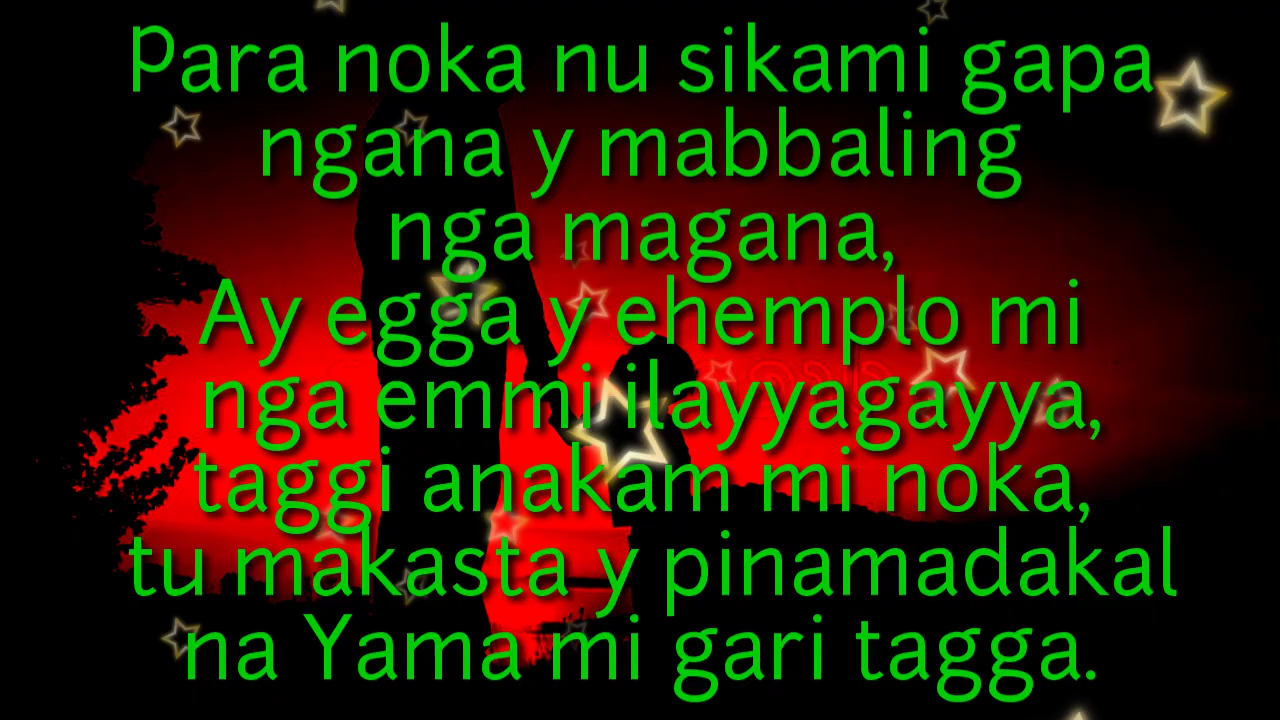 Para noka nu sikami gapa
ngana y mabbaling
nga magana,
Ay egga y ehemplo mi
nga emmi ilayyagayya,
taggi anakam mi noka,
tu makasta y pinamadakal
na Yama mi gari tagga.